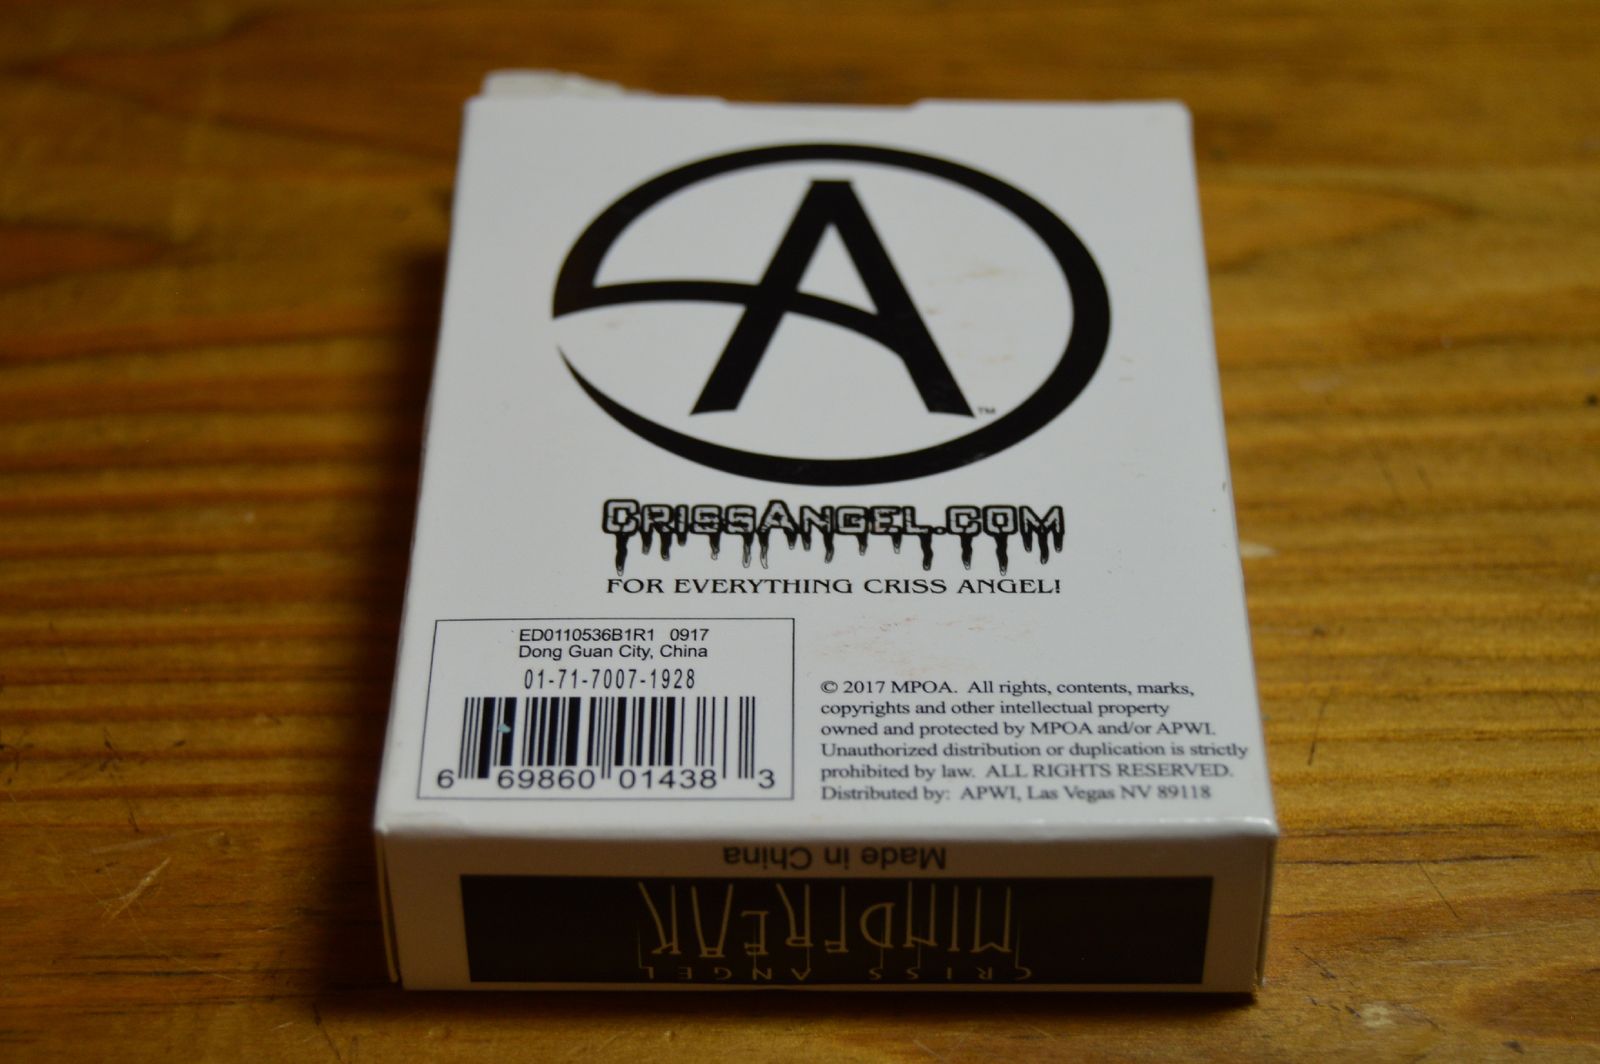 A
™
CRISSANGEL.COM
FOR EVERYTHING CRISS ANGEL!
ED0110536B1R1 0917
Dong Guan City, China
01-71-7007-1928
6 69860 01438 3
© 2017 MPOA. All rights, contents, marks,
copyrights and other intellectual property
owned and protected by MPOA and/or APWI.
Unauthorized distribution or duplication is strictly
prohibited by law. ALL RIGHTS RESERVED.
Distributed by: APWI, Las Vegas NV 89118
Made in China
CRISS ANGEL
MINDFREAK